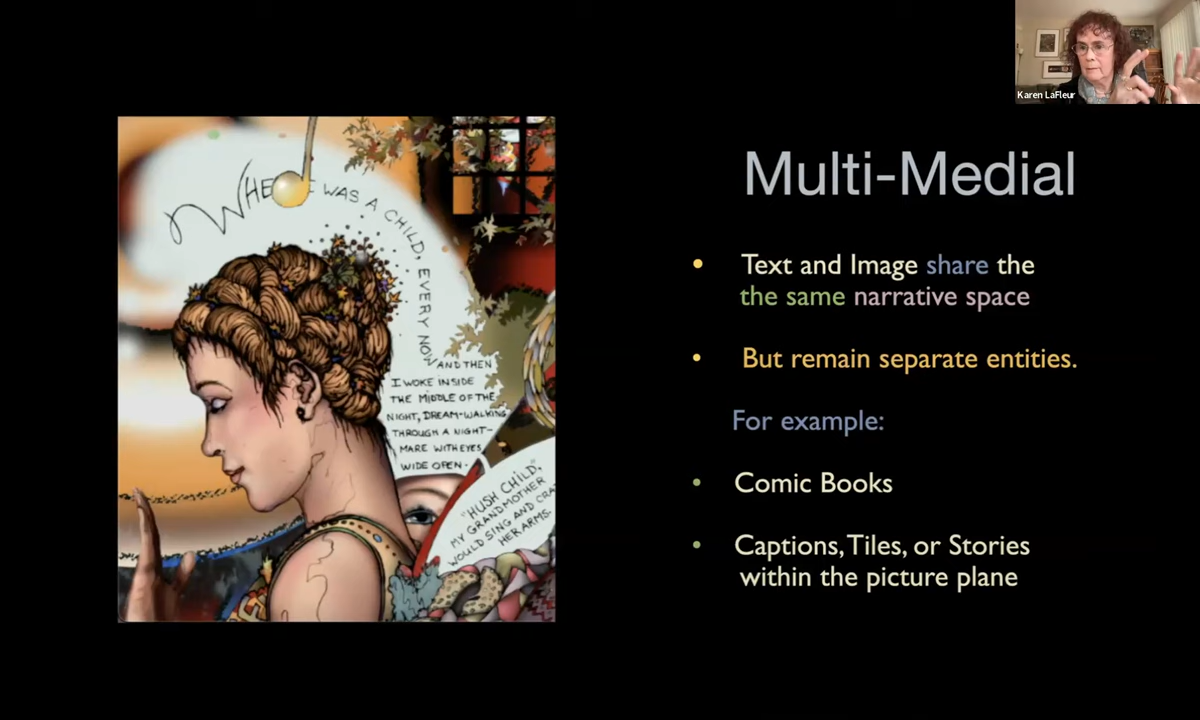 Karen LaFleur
WHE WAS A CHILD, EVERY NOW
AND THEN
I WOKE INSIDE
THE MIDDLE OF THE
NIGHT, DREAM-WALKING
THROUGH A NIGHT-
MARE WITH EYES
WIDE OPEN-
"HUSH CHILD",
MY GRANDMOTHER
WOULD SING AND CRA
HER ARMS.
Multi-Medial
• Text and Image share the
the same narrative space
• But remain separate entities.
For example:
• Comic Books
• Captions, Tiles, or Stories
within the picture plane